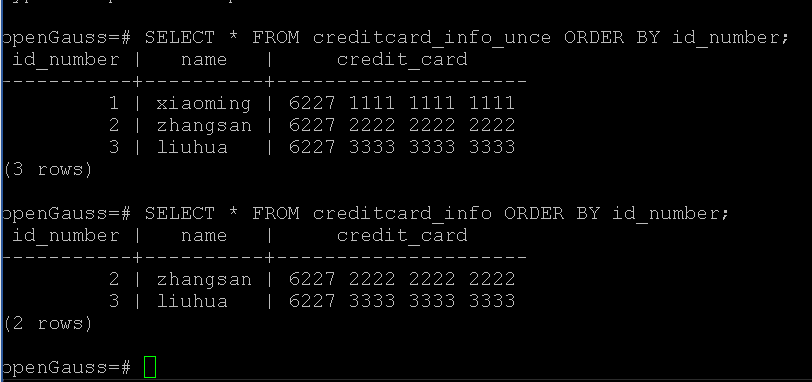 openGauss=# SELECT * FROM creditcard_info_unce ORDER BY id_number;
 id_number |   name    |     credit_card
-----------+-----------+---------------------
         1 | xiaoming | 6227 1111 1111 1111
         2 | zhangsan | 6227 2222 2222 2222
         3 | liuhua   | 6227 3333 3333 3333
(3 rows)
openGauss=# SELECT * FROM creditcard_info ORDER BY id_number;
 id_number |   name    |     credit_card
-----------+-----------+---------------------
         2 | zhangsan | 6227 2222 2222 2222
         3 | liuhua   | 6227 3333 3333 3333
(2 rows)
openGauss=#